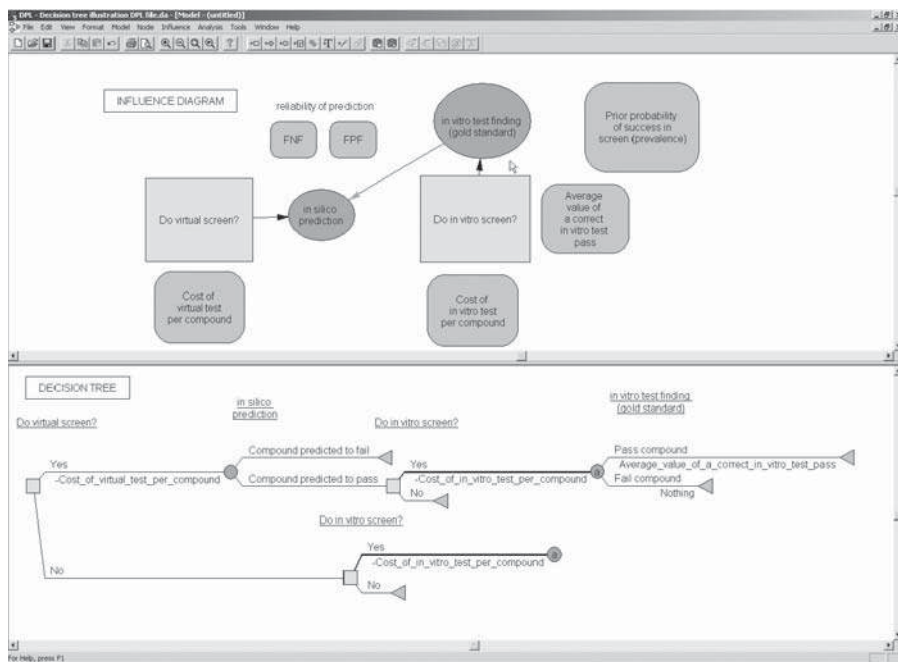 DPL - Decision tree illustration DPL file.da - [Model - (untitled)]
File Edit View Format Model Node Influence Analysis Tools Window Help
INFLUENCE DIAGRAM
reliability of prediction
FNF
FPF
in vitro test finding
(gold standard)
Prior probability
of success in
screen (prevalence)
Do virtual screen?
in silico
prediction
Do in vitro screen?
Average
value of
a correct
in vitro test
pass
Cost of
virtual test
per compound
Cost of
in vitro test
per compound
DECISION TREE
in silico
prediction
in vitro test finding
(gold standard)
Do virtual screen?
Do in vitro screen?
Yes
-Cost_of_virtual_test_per_compound
Compound predicted to fail
Compound predicted to pass
Yes
-Cost_of_in_vitro_test_per_compound
No
a
Pass compound
Average_value_of_a_correct_in_vitro_test_pass
Fail compound
Nothing
Do in vitro screen?
No
Yes
-Cost_of_in_vitro_test_per_compound
a
No
For Help, press F1